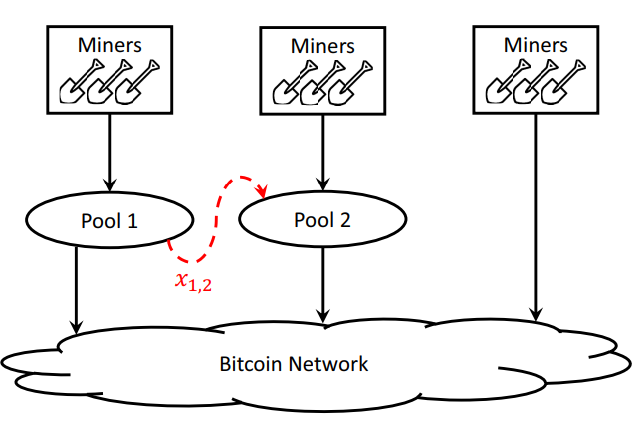 Miners
Miners
Miners
Pool 1
Pool 2
x1,2
Bitcoin Network